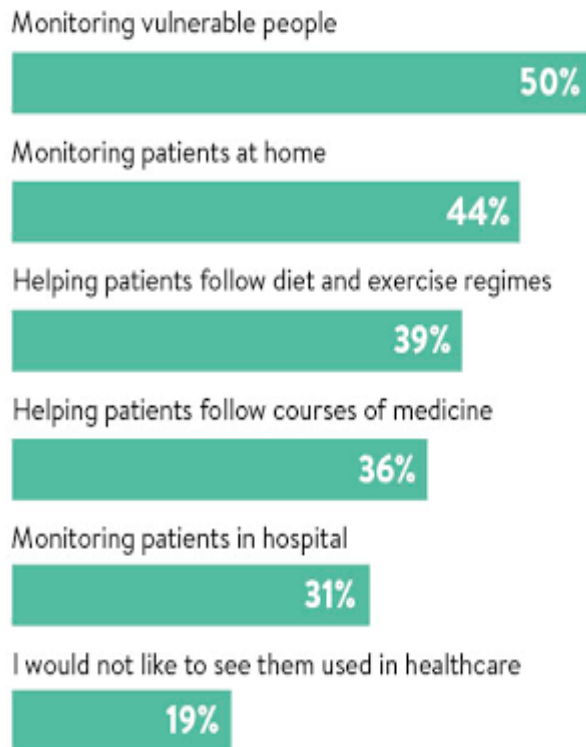 Monitoring vulnerable people
50%
Monitoring patients at home
44%
Helping patients follow diet and exercise regimes
39%
Helping patients follow courses of medicine
36%
Monitoring patients in hospital
31%
I would not like to see them used in healthcare
19%